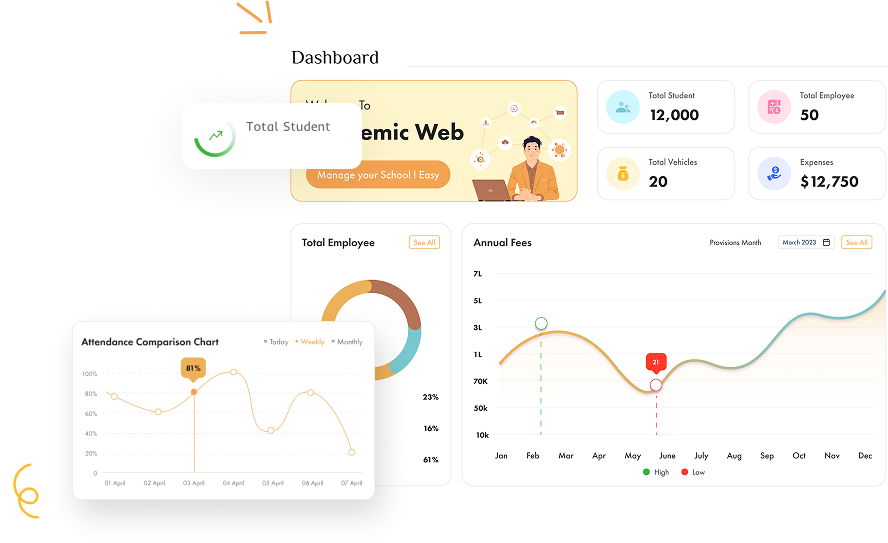 Dashboard
To
emic Web
Manage your School ! Easy
Total Student
Total Student
12,000
Total Employee
50
Total Vehicles
20
Expenses
$12,750
Total Employee
See All
23%
16%
61%
Annual Fees
Provisions Month
March 2023
See All
7L
5L
3L
1L
70K
50k
10k
21
Jan Feb Mar Apr May June July Aug Sep Oct Nov Dec
High Low
Attendance Comparison Chart
Today Weekly Monthly
81%
100%
80%
60%
40%
20%
0
01 April 02 April 03 April 04 April 05 April 06 April 07 April